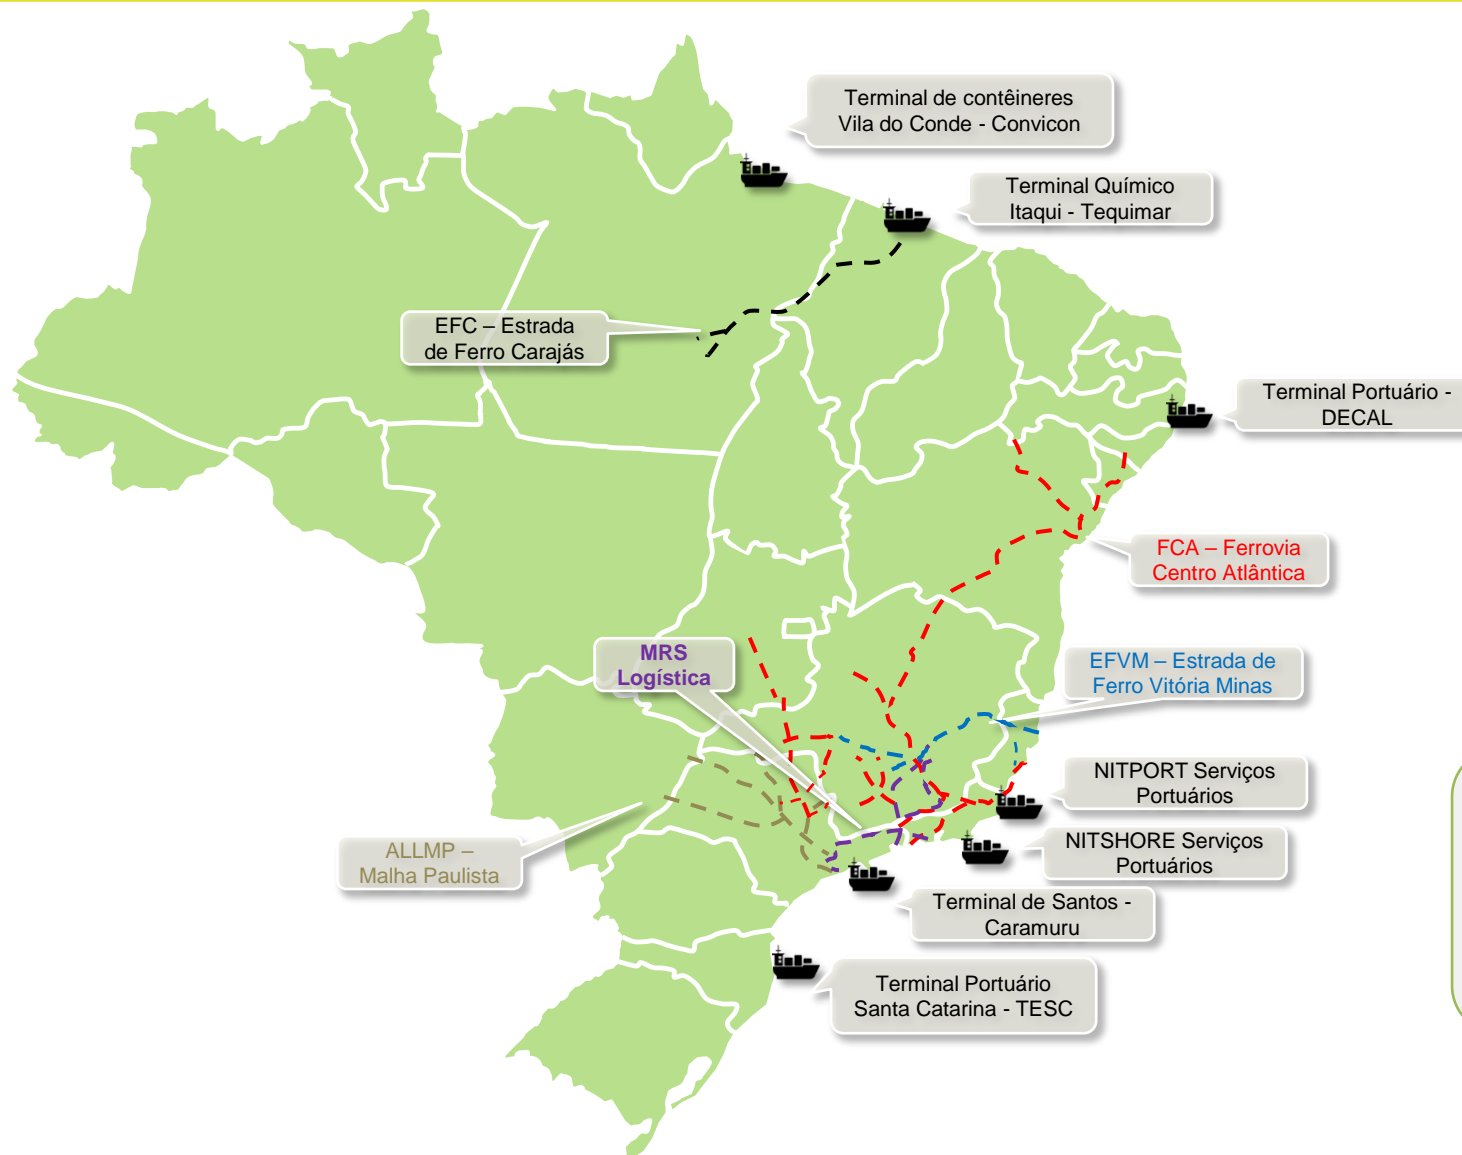 Terminal de contêineres
Vila do Conde - Convicon
Terminal Químico
Itaqui - Tequimar
EFC – Estrada
de Ferro Carajás
Terminal Portuário -
DECAL
FCA – Ferrovia
Centro Atlântica
MRS
Logística
EFVM – Estrada de
Ferro Vitória Minas
NITPORT Serviços
Portuários
ALLMP –
Malha Paulista
NITSHORE Serviços
Portuários
Terminal de Santos -
Caramuru
Terminal Portuário
Santa Catarina - TESC